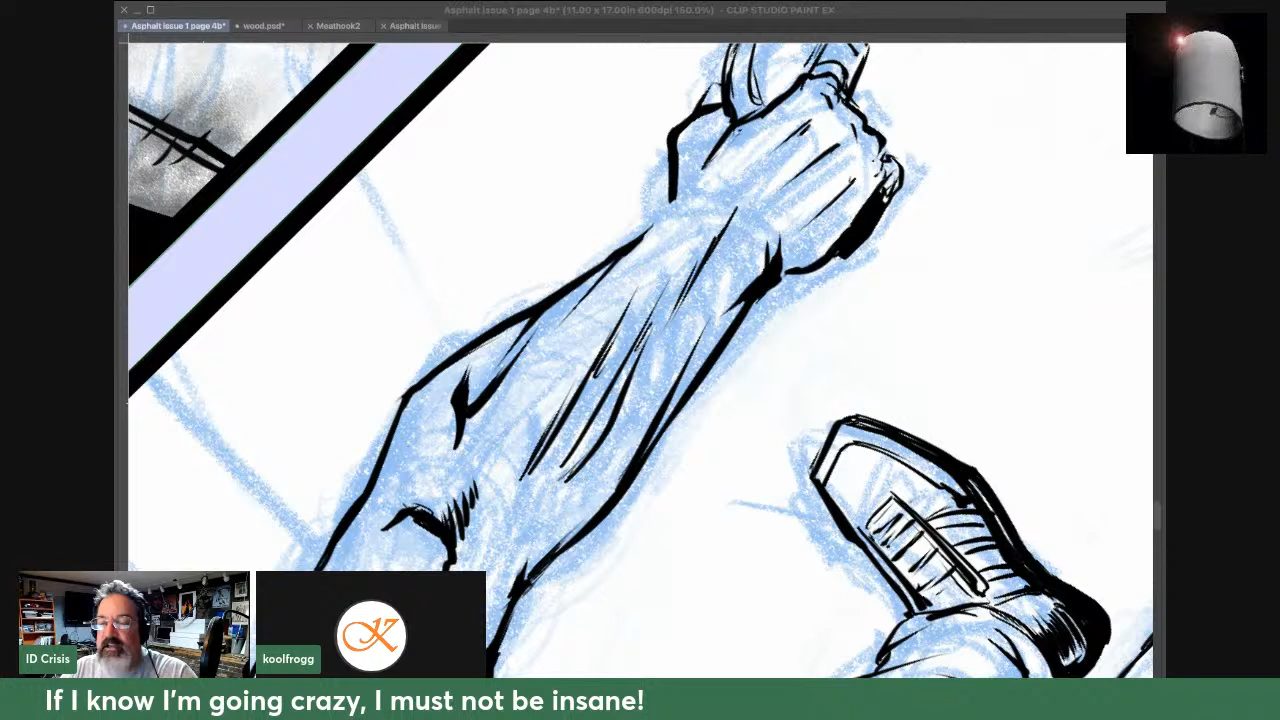 Asphalt issue 1 page 4b* (11.00 x 17.00in 600dpi 150.0%) - CLIP STUDIO PAINT EX
Asphalt issue 1 page 4b* wood.psd* Meathook2 Asphalt Issue
K
ID Crisis koolfrogg
If I know I'm going crazy, I must not be insane!